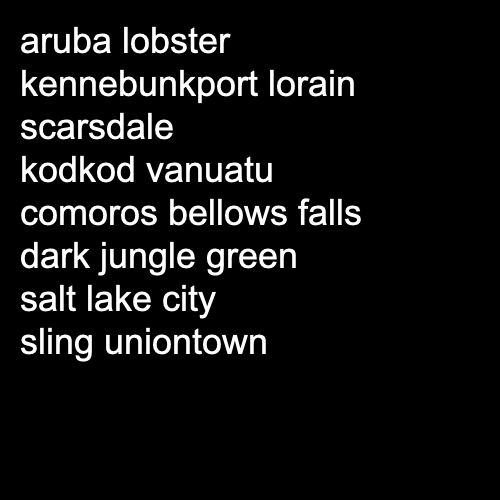 aruba lobster
kennebunkport lorain
scarsdale
kodkod vanuatu
comoros bellows falls
dark jungle green
salt lake city
sling uniontown